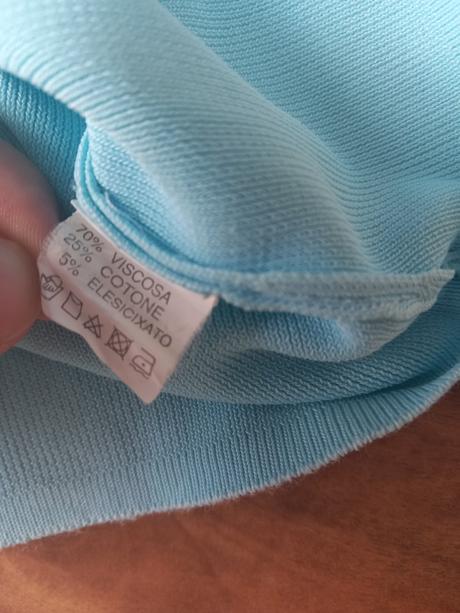 70% VISCOSA
25% COTONE
5% ELESICIXATO